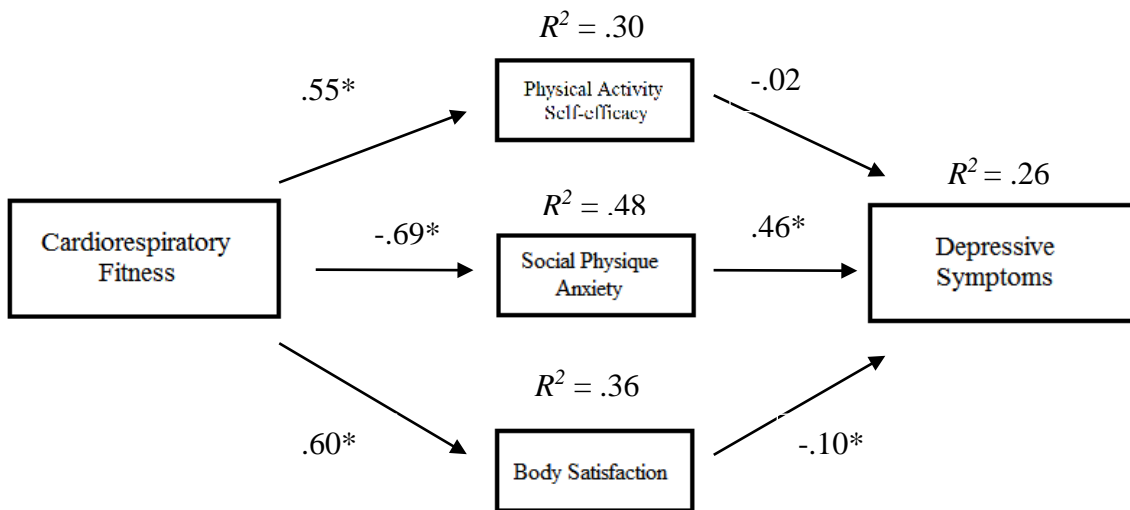 R² = .30
.55*
Physical Activity
Self-efficacy
-.02
R² = .26
Cardiorespiratory
Fitness
-.69*
R² = .48
Social Physique
Anxiety
.46*
Depressive
Symptoms
R² = .36
.60*
Body Satisfaction
-.10*